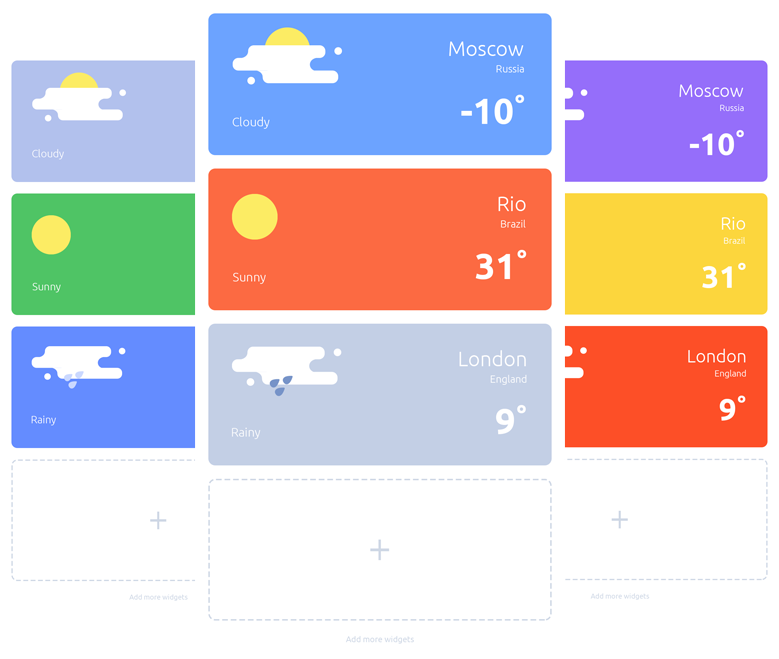 Cloudy
Sunny
Rainy
Add more widgets
Moscow
Russia
-10°
Cloudy
Rio
Brazil
31°
Sunny
London
England
9°
Rainy
+
Add more widgets
Moscow
Russia
-10°
Rio
Brazil
31°
London
England
9°
Add more widgets